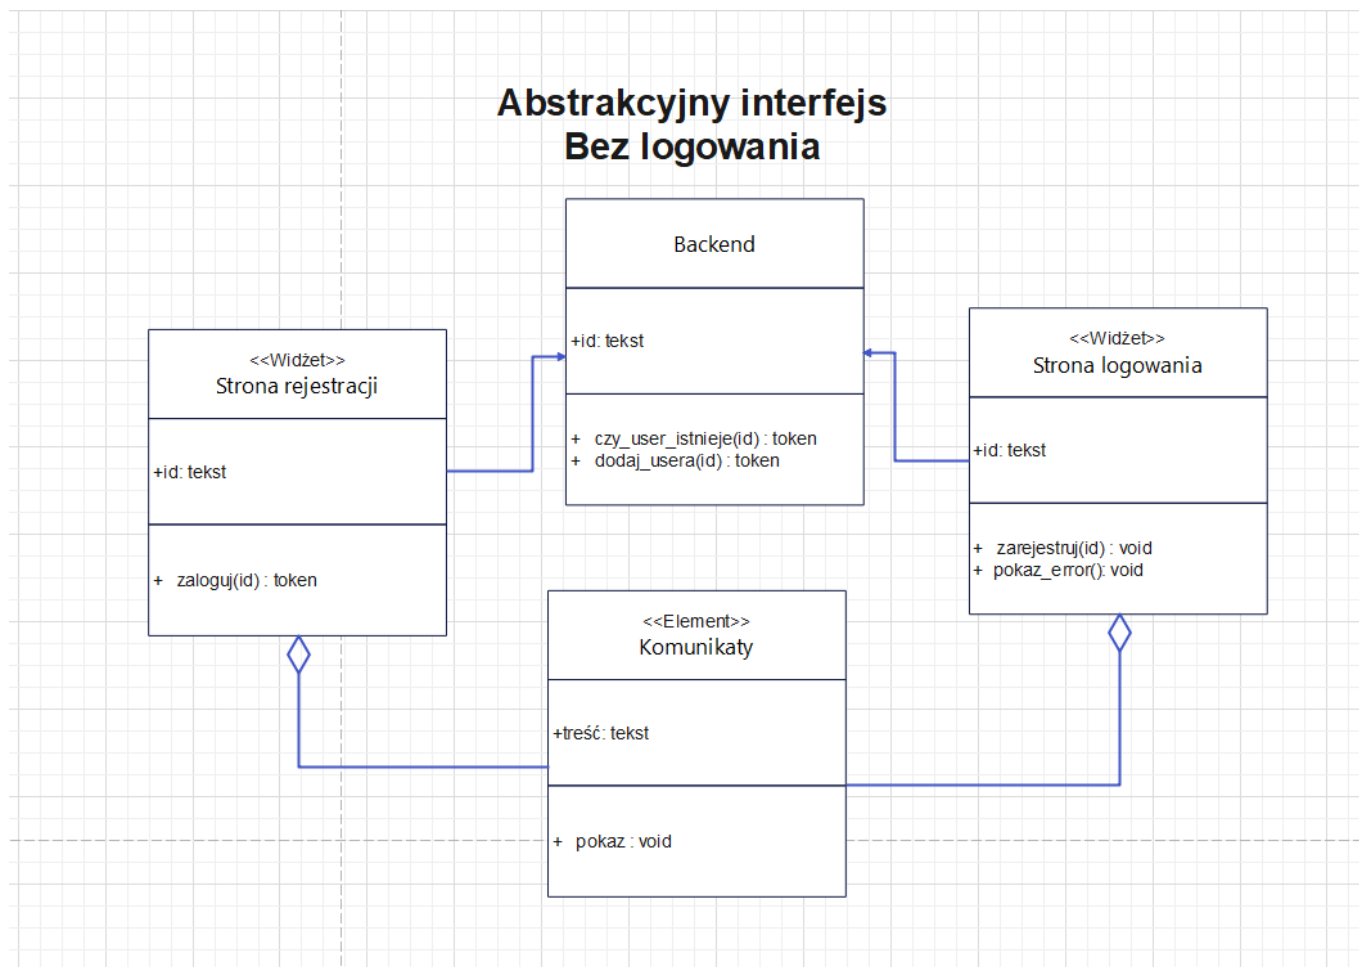 Abstrakcyjny interfejs
Bez logowania
Backend
+id: tekst
+ czy_user_istnieje(id) : token
+ dodaj_usera(id) : token
<<Widżet>>
Strona rejestracji
+id: tekst
+ zaloguj(id) : token
<<Widżet>>
Strona logowania
+id: tekst
+ zarejestruj(id) : void
+ pokaz_error(): void
<<Element>>
Komunikaty
+treść: tekst
+ pokaz : void